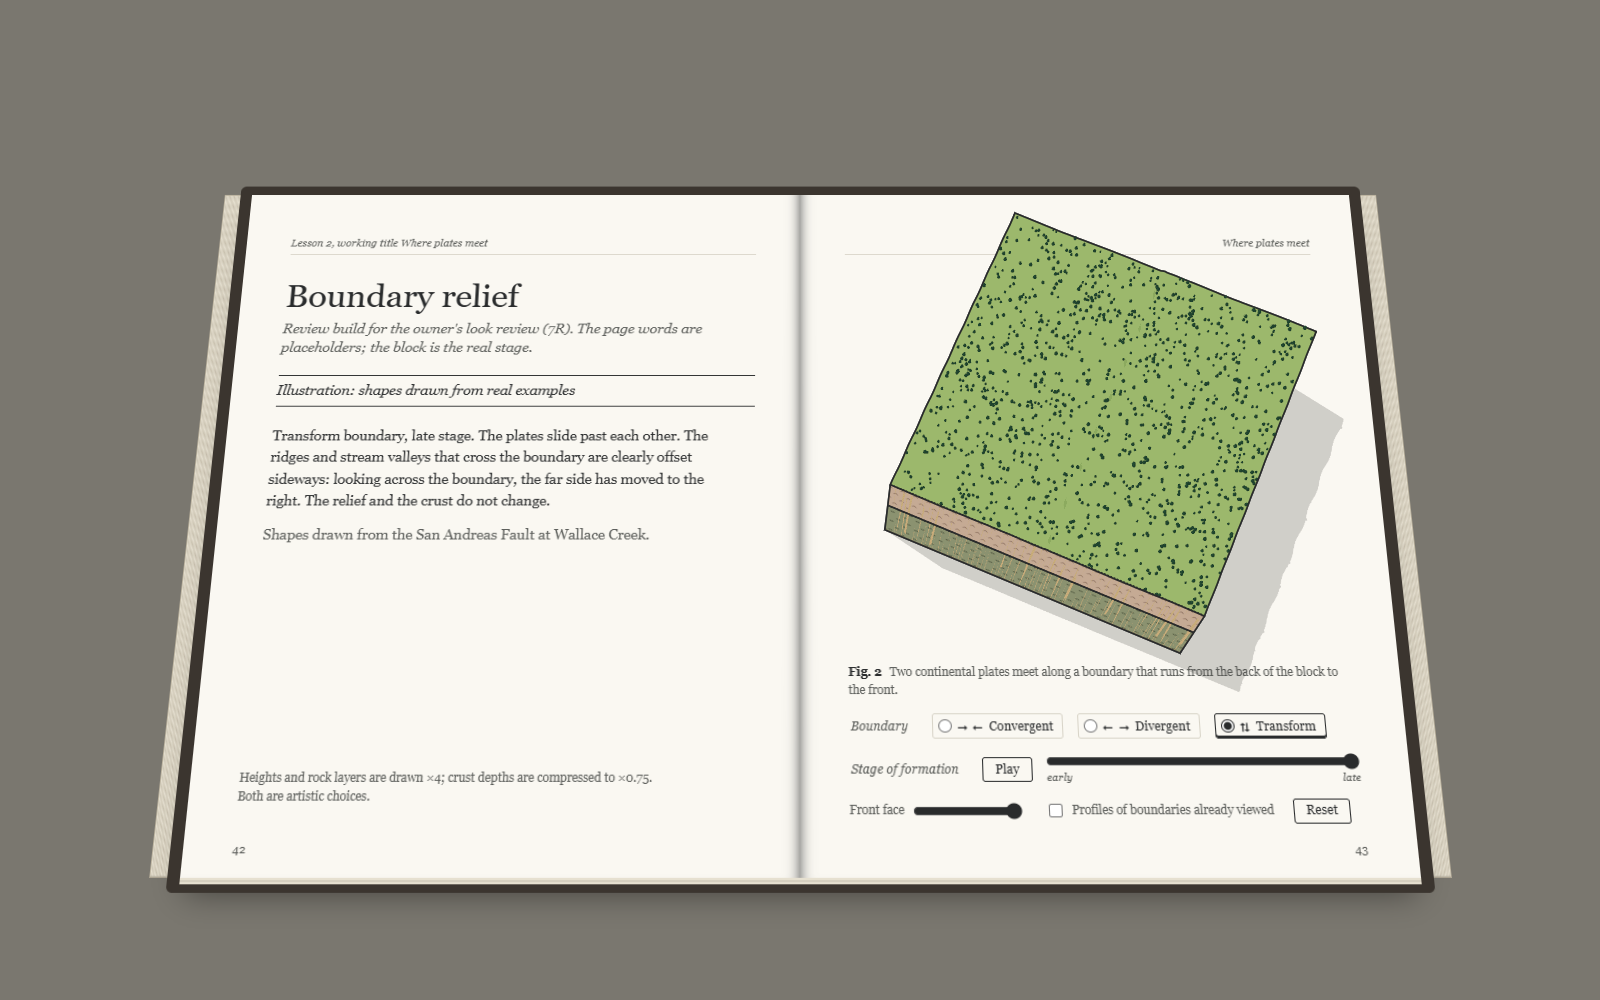 Lesson 2, working title Where plates meet
Boundary relief
Review build for the owner's look review (7R). The page words are
placeholders; the block is the real stage.
Illustration: shapes drawn from real examples
Transform boundary, late stage. The plates slide past each other. The
ridges and stream valleys that cross the boundary are clearly offset
sideways: looking across the boundary, the far side has moved to the
right. The relief and the crust do not change.
Shapes drawn from the San Andreas Fault at Wallace Creek.
Heights and rock layers are drawn ×4; crust depths are compressed to ×0.75.
Both are artistic choices.
42
Where plates meet
Fig. 2 Two continental plates meet along a boundary that runs from the back of the block to
the front.
Boundary → ← Convergent ← → Divergent ⇅ Transform
Stage of formation Play
early late
Front face Profiles of boundaries already viewed Reset
43